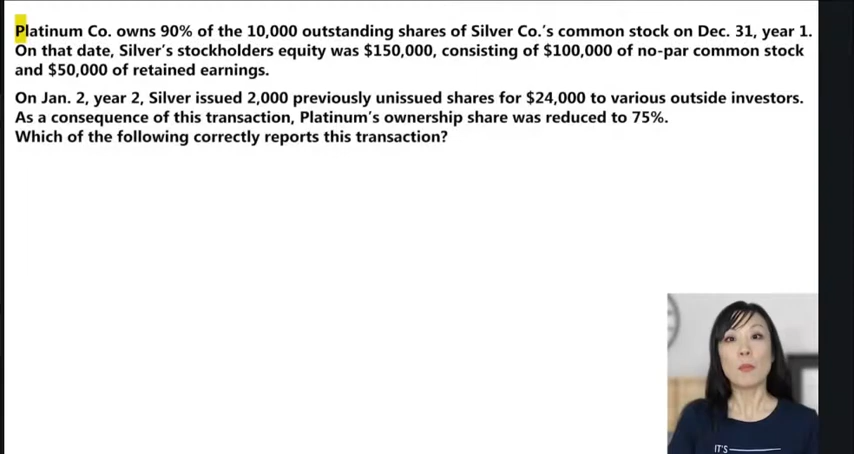 Platinum Co. owns 90% of the 10,000 outstanding shares of Silver Co.'s common stock on Dec. 31, year 1.
On that date, Silver's stockholders equity was $150,000, consisting of $100,000 of no-par common stock
and $50,000 of retained earnings.
On Jan. 2, year 2, Silver issued 2,000 previously unissued shares for $24,000 to various outside investors.
As a consequence of this transaction, Platinum's ownership share was reduced to 75%.
Which of the following correctly reports this transaction?
IT'S